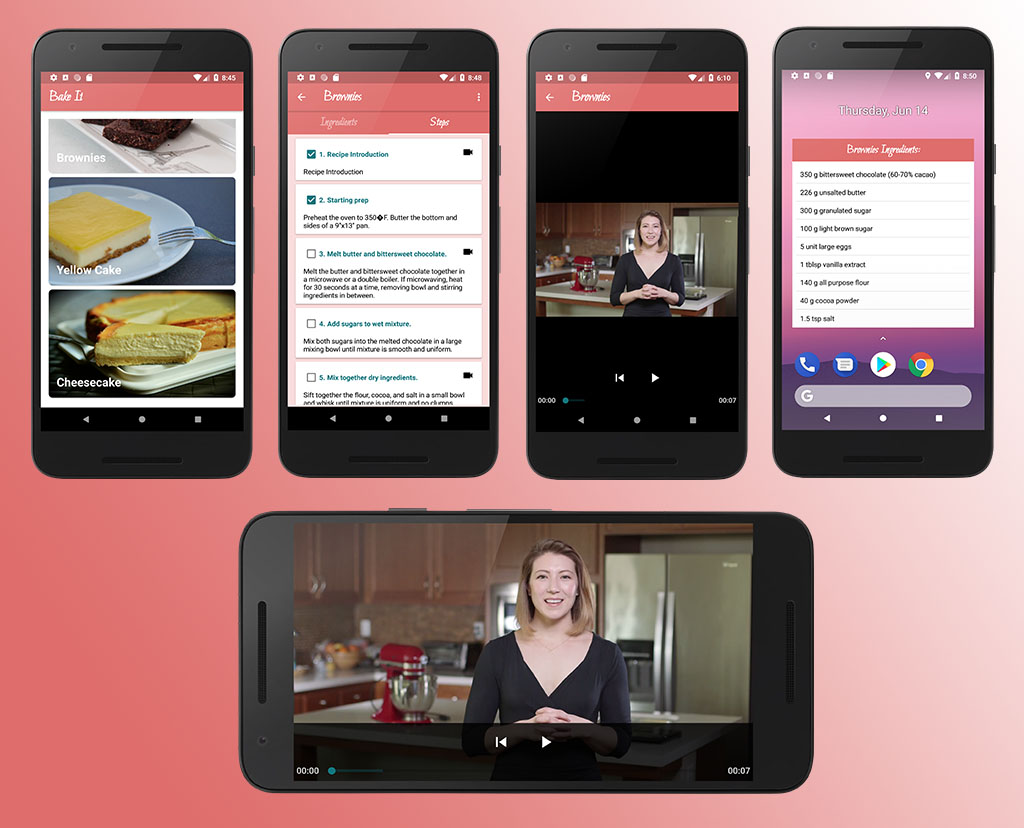 8:45
Bake It
Brownies
Yellow Cake
Cheesecake
8:48
Brownies
Ingredients
Steps
1. Recipe Introduction
Recipe Introduction
2. Starting prep
Preheat the oven to 350�F. Butter the bottom and
sides of a 9"x13" pan.
3. Melt butter and bittersweet chocolate.
Melt the butter and bittersweet chocolate together in
a microwave or a double boiler. If microwaving, heat
for 30 seconds at a time, removing bowl and stirring
ingredients in between.
4. Add sugars to wet mixture.
Mix both sugars into the melted chocolate in a large
mixing bowl until mixture is smooth and uniform.
5. Mix together dry ingredients.
Sift together the flour, cocoa, and salt in a small bowl
and whisk until mixture is uniform and no clumps
6:10
Brownies
00:00
00:07
8:50
Thursday, Jun 14
Brownies Ingredients:
350 g bittersweet chocolate (60-70% cacao)
226 g unsalted butter
300 g granulated sugar
100 g light brown sugar
5 unit large eggs
1 tblsp vanilla extract
140 g all purpose flour
40 g cocoa powder
1.5 tsp salt
G
00:00
00:07